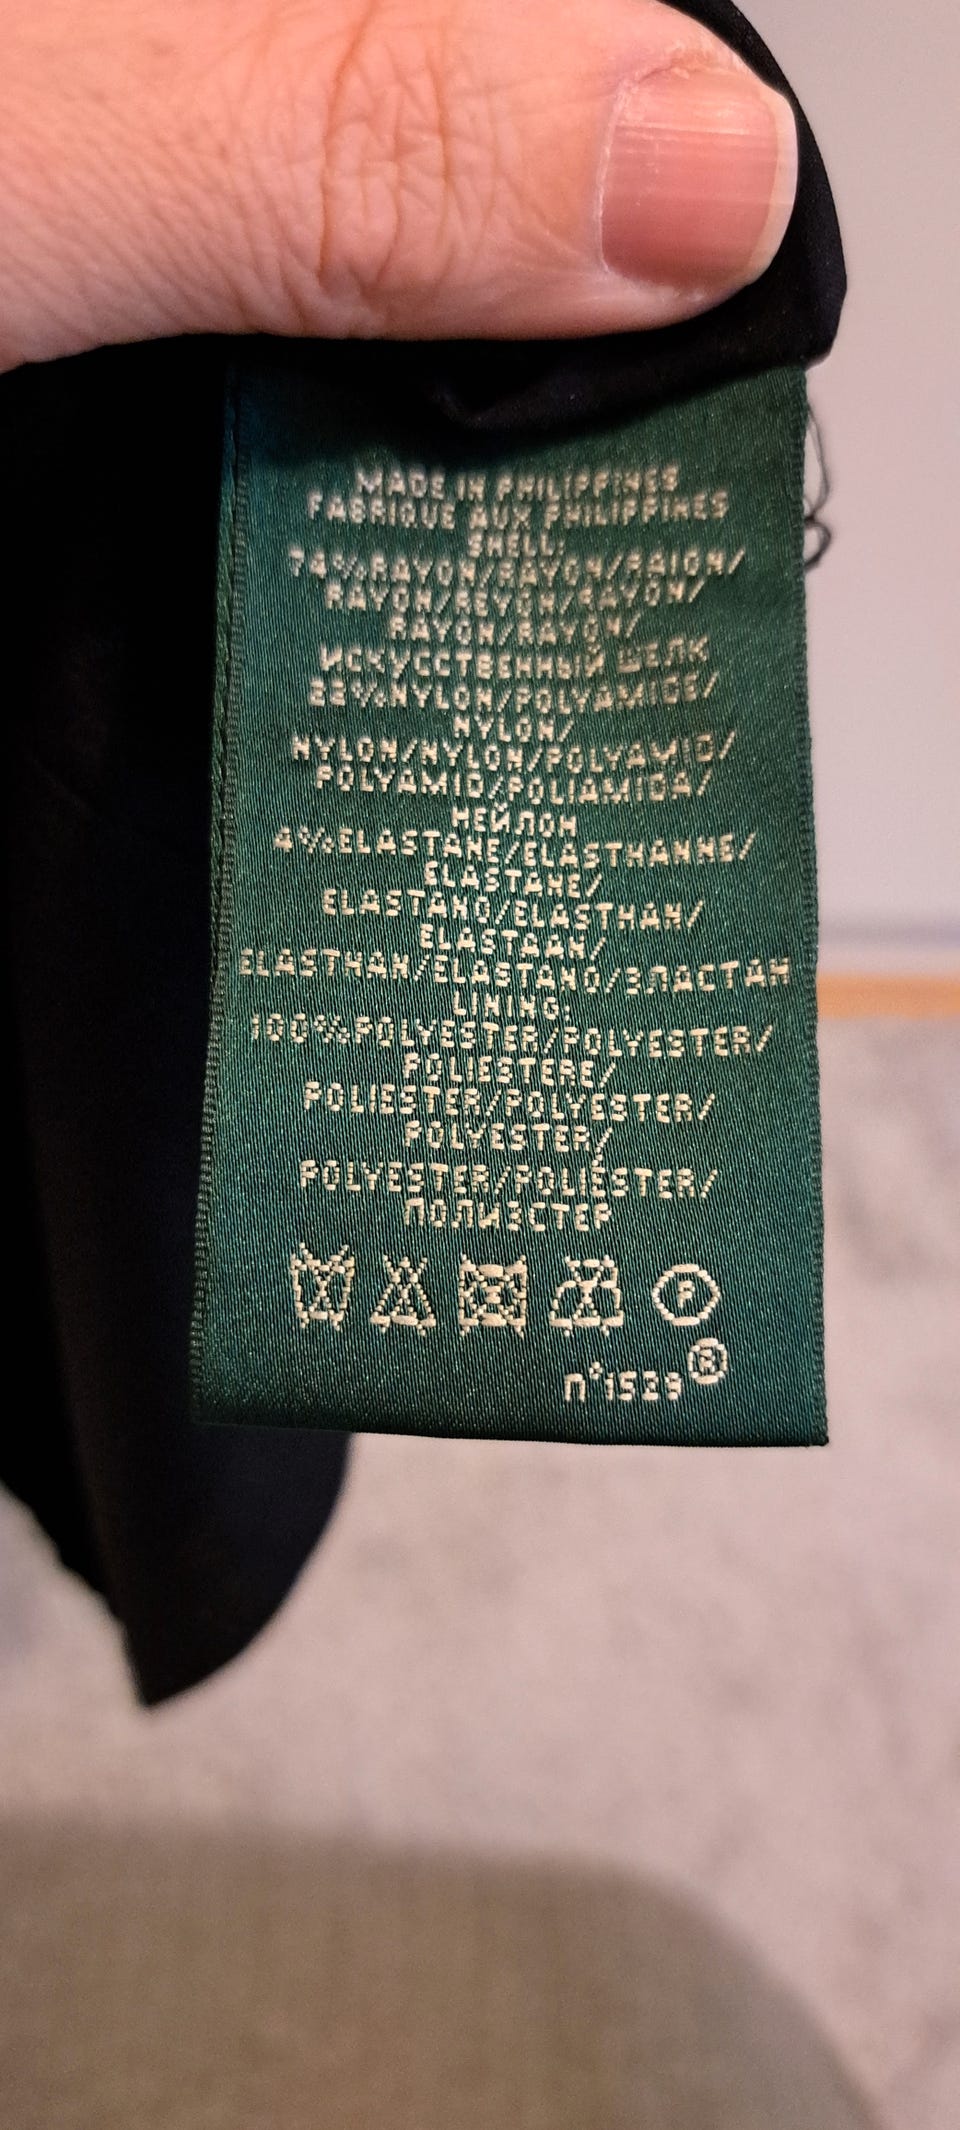 MADE IN PHILIPPINES
FABRIQUE AUX PHILIPPINES
SHELL:
74%RAYON/RAYON/RAION/
RAYON/REYON/RAYON/
RAYON/RAYON/
ИСКУССТВЕННЫЙ ШЕЛК
22%NYLON/POLYAMIDE/
NYLON/
NYLON/NYLON/POLYAMID/
POLYAMID/POLIAMIDA/
НЕЙЛОН
4%ELASTANE/ELASTHANNE/
ELASTANE/
ELASTANO/ELASTHAN/
ELASTAAN/
ELASTHAN/ELASTANO/ЭЛАСТАН
LINING:
100%POLYESTER/POLYESTER/
POLIESTERE/
POLIESTER/POLYESTER/
POLYESTER/
POLYESTER/POLIÉSTER/
ПОЛИЭСТЕР
P
n°1529®